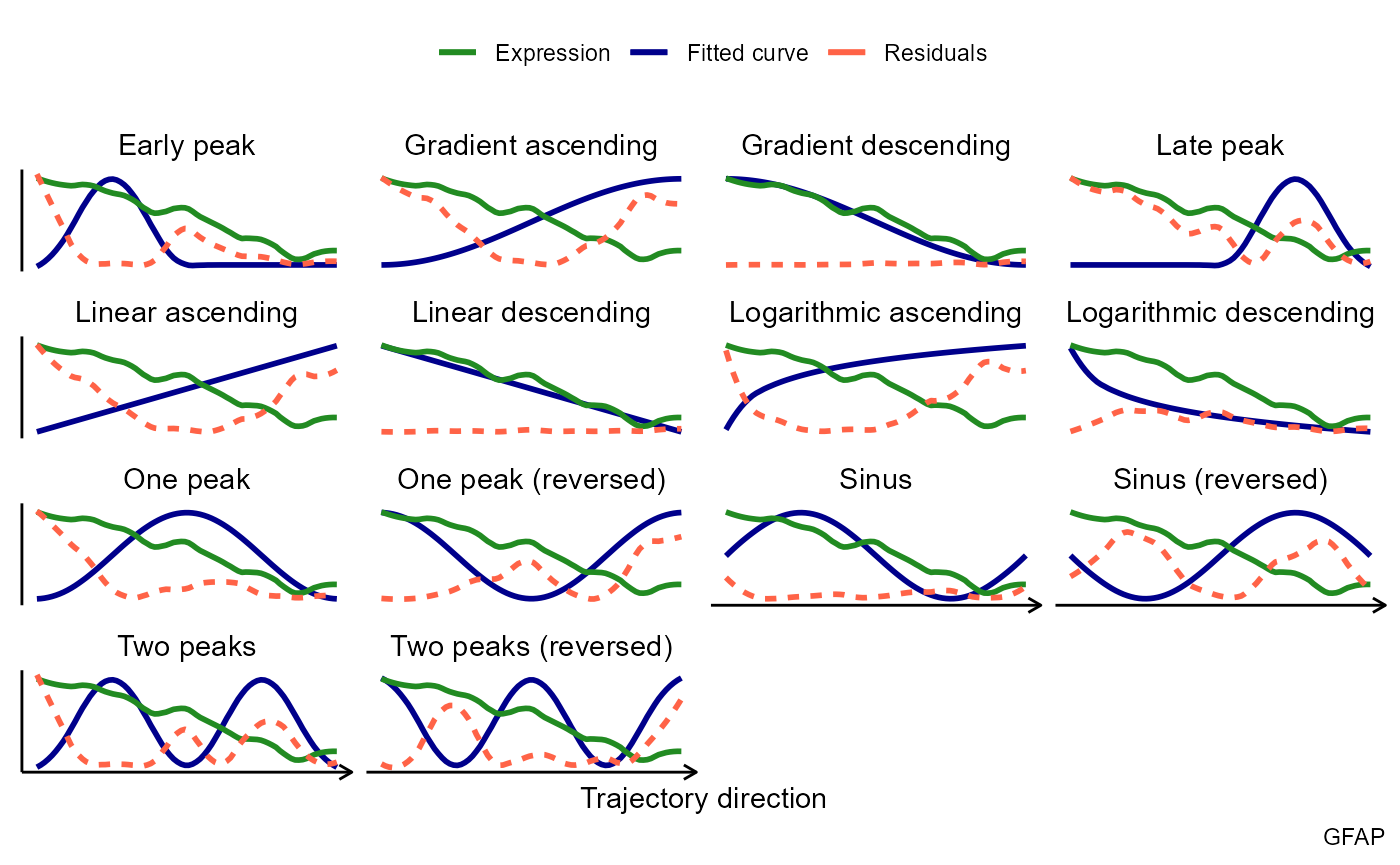 Expression Fitted curve Residuals
Early peak Gradient ascending Gradient descending Late peak
Linear ascending Linear descending Logarithmic ascending Logarithmic descending
One peak One peak (reversed) Sinus Sinus (reversed)
Two peaks Two peaks (reversed)
Trajectory direction
GFAP